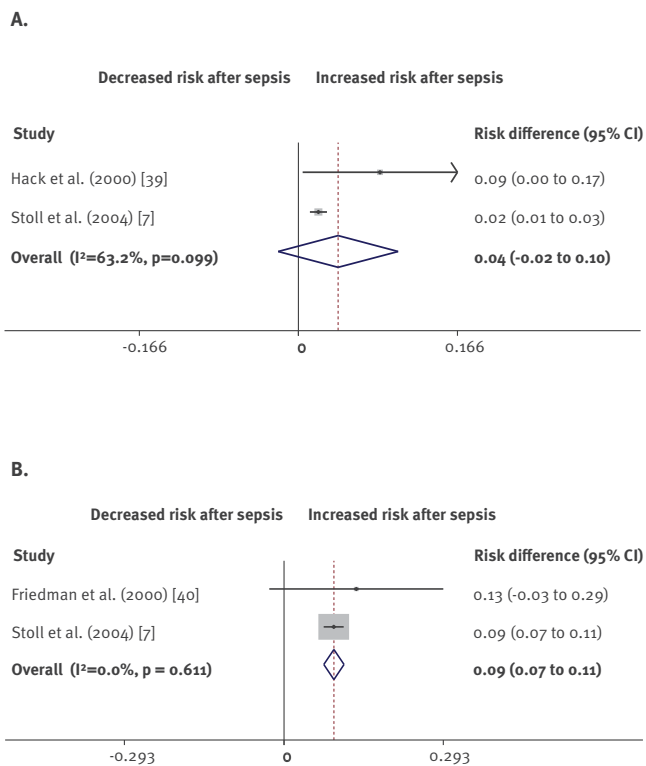 A.
Decreased risk after sepsis Increased risk after sepsis
Study Risk difference (95% CI)
Hack et al. (2000) [39] 0.09 (0.00 to 0.17)
Stoll et al. (2004) [7] 0.02 (0.01 to 0.03)
Overall (I²=63.2%, p=0.099) 0.04 (-0.02 to 0.10)
-0.166 0 0.166
B.
Decreased risk after sepsis Increased risk after sepsis
Study Risk difference (95% CI)
Friedman et al. (2000) [40] 0.13 (-0.03 to 0.29)
Stoll et al. (2004) [7] 0.09 (0.07 to 0.11)
Overall (I²=0.0%, p = 0.611) 0.09 (0.07 to 0.11)
-0.293 0 0.293